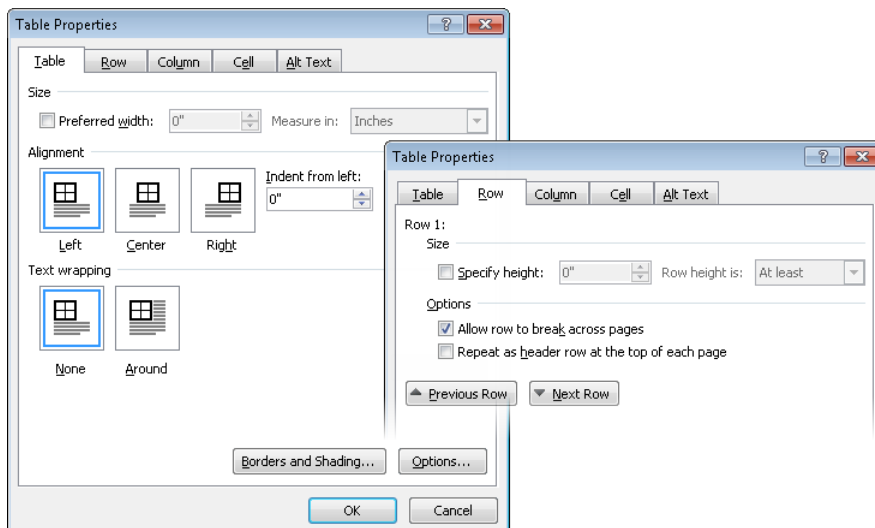 Table Properties
Table Row Column Cell Alt Text
Size
Preferred width: 0" Measure in: Inches
Alignment
Indent from left:
0"
Left Center Right
Text wrapping
None Around
Borders and Shading... Options...
OK Cancel
Table Properties
Table Row Column Cell Alt Text
Row 1:
Size
Specify height: 0" Row height is: At least
Options
Allow row to break across pages
Repeat as header row at the top of each page
Previous Row Next Row